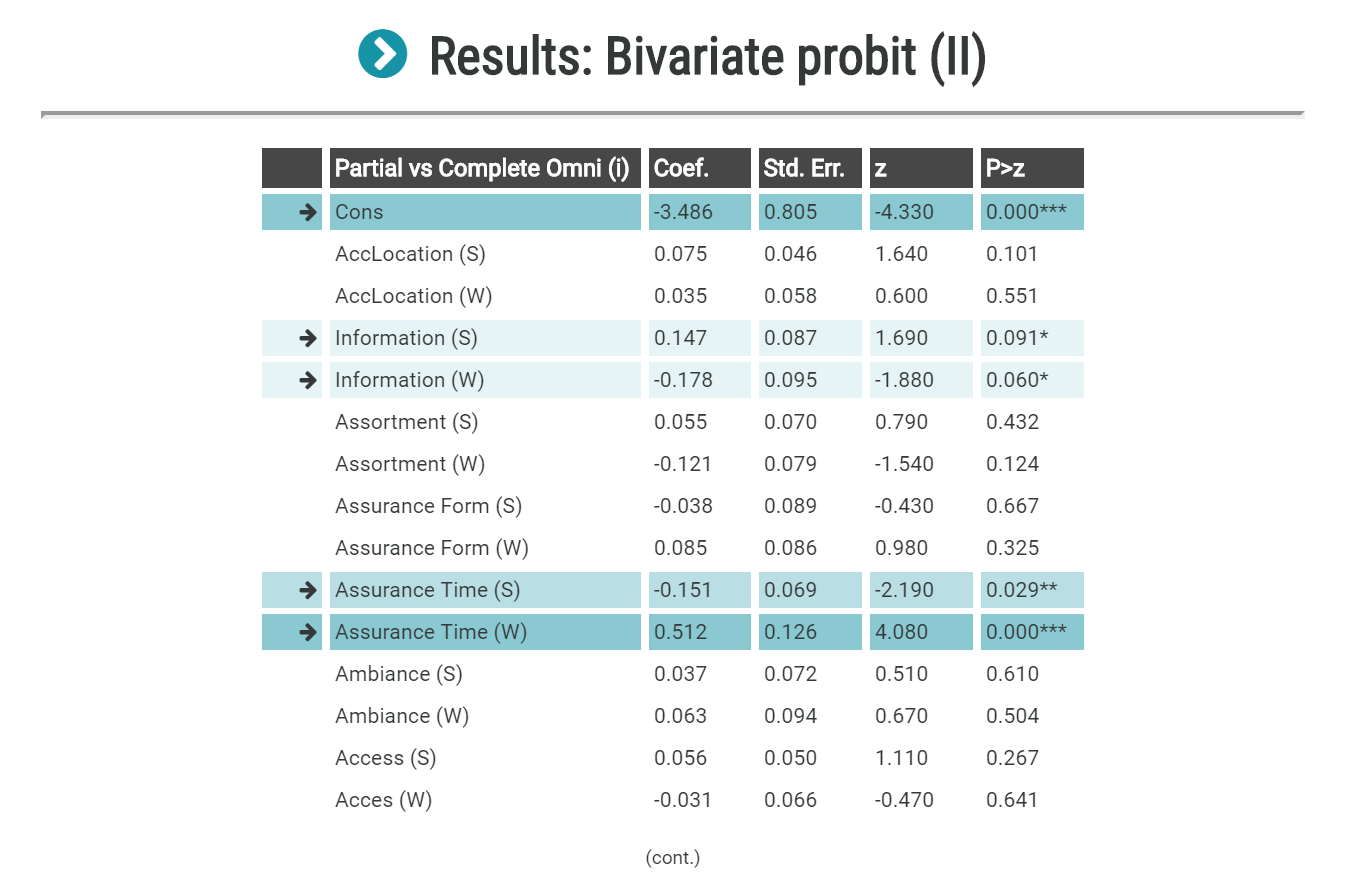 Results: Bivariate probit (II)
Partial vs Complete Omni (i) Coef. Std. Err. z P>z
Cons -3.486 0.805 -4.330 0.000***
AccLocation (S) 0.075 0.046 1.640 0.101
AccLocation (W) 0.035 0.058 0.600 0.551
Information (S) 0.147 0.087 1.690 0.091*
Information (W) -0.178 0.095 -1.880 0.060*
Assortment (S) 0.055 0.070 0.790 0.432
Assortment (W) -0.121 0.079 -1.540 0.124
Assurance Form (S) -0.038 0.089 -0.430 0.667
Assurance Form (W) 0.085 0.086 0.980 0.325
Assurance Time (S) -0.151 0.069 -2.190 0.029**
Assurance Time (W) 0.512 0.126 4.080 0.000***
Ambiance (S) 0.037 0.072 0.510 0.610
Ambiance (W) 0.063 0.094 0.670 0.504
Access (S) 0.056 0.050 1.110 0.267
Acces (W) -0.031 0.066 -0.470 0.641
(cont.)